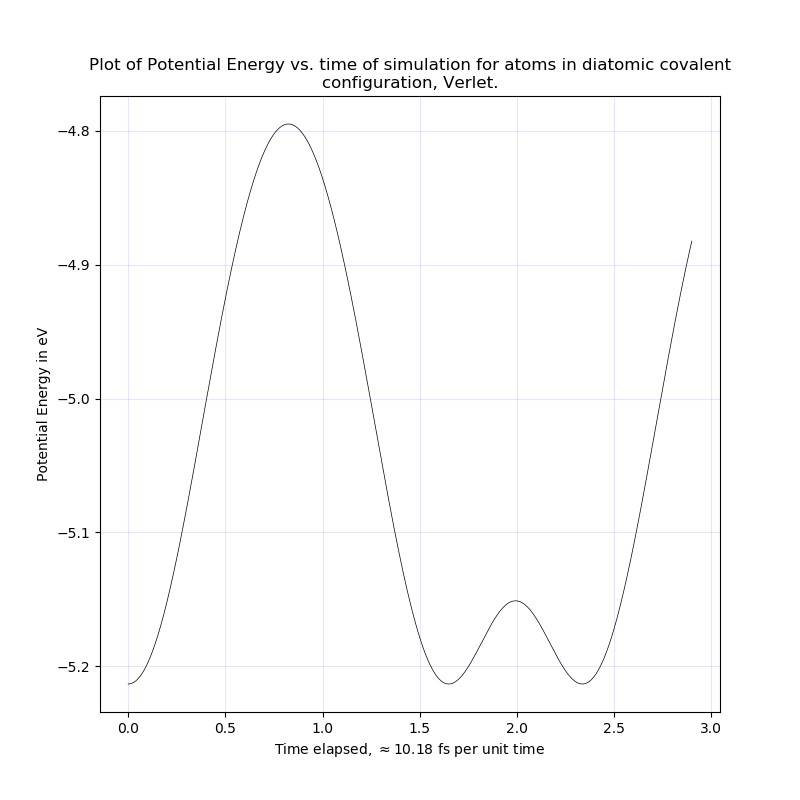 Plot of Potential Energy vs. time of simulation for atoms in diatomic covalent
configuration, Verlet.
Potential Energy in eV
−4.8
−4.9
−5.0
−5.1
−5.2
0.0 0.5 1.0 1.5 2.0 2.5 3.0
Time elapsed, ≈ 10.18 fs per unit time